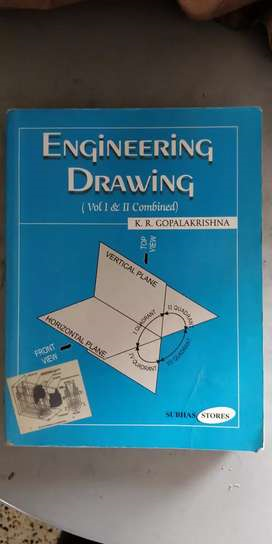 ENGINEERING
DRAWING
(Vol I & II Combined)
K. R. GOPALAKRISHNA
TOP
VIEW
VERTICAL PLANE
II QUADRANT
I QUADRANT
HORIZONTAL PLANE
III QUADRANT
IV QUADRANT
FRONT
VIEW
SUBHAS STORES